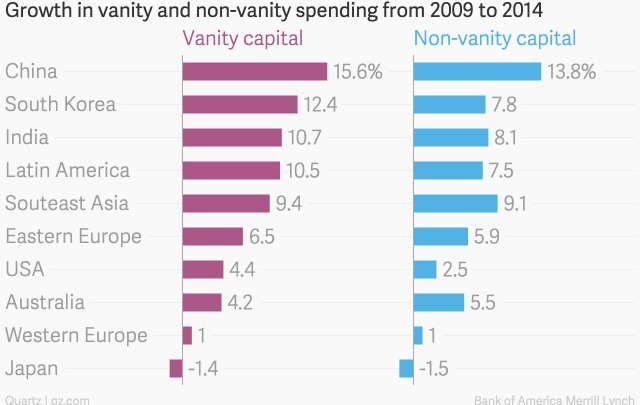 Growth in vanity and non-vanity spending from 2009 to 2014
Vanity capital Non-vanity capital
China 15.6% 13.8%
South Korea 12.4 7.8
India 10.7 8.1
Latin America 10.5 7.5
Souteast Asia 9.4 9.1
Eastern Europe 6.5 5.9
USA 4.4 2.5
Australia 4.2 5.5
Western Europe 1 1
Japan -1.4 -1.5
Quartz | qz.com Bank of America Merrill Lynch